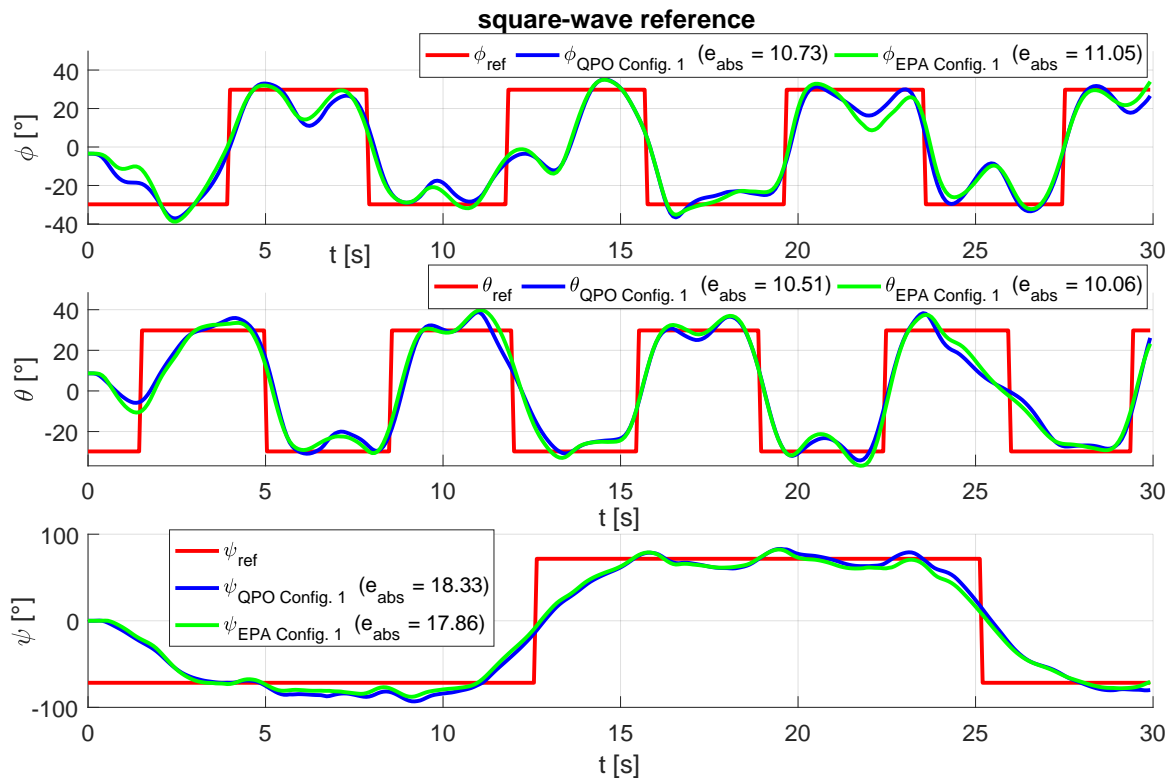 square-wave reference
ϕref ϕQPO Config. 1 (eabs = 10.73) ϕEPA Config. 1 (eabs = 11.05)
ϕ [°]
40
20
0
-20
-40
0 5 10 15 20 25 30
t [s]
θref θQPO Config. 1 (eabs = 10.51) θEPA Config. 1 (eabs = 10.06)
θ [°]
40
20
0
-20
0 5 10 15 20 25 30
t [s]
ψref
ψQPO Config. 1 (eabs = 18.33)
ψEPA Config. 1 (eabs = 17.86)
ψ [°]
100
0
-100
0 5 10 15 20 25 30
t [s]